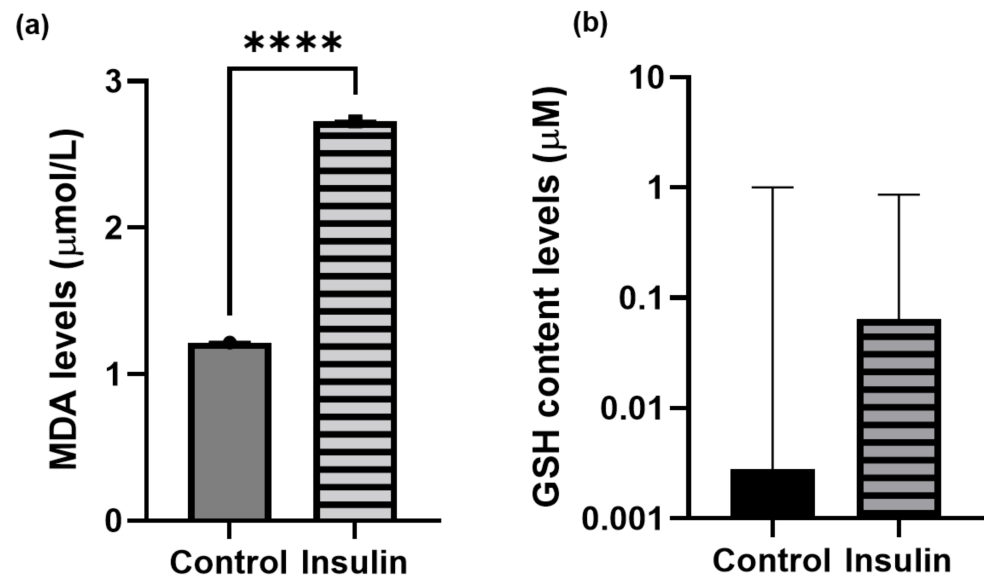 (a)
MDA levels (μmol/L)
3
2
1
0
****
Control Insulin
(b)
GSH content levels (μM)
10
1
0.1
0.01
0.001
Control Insulin